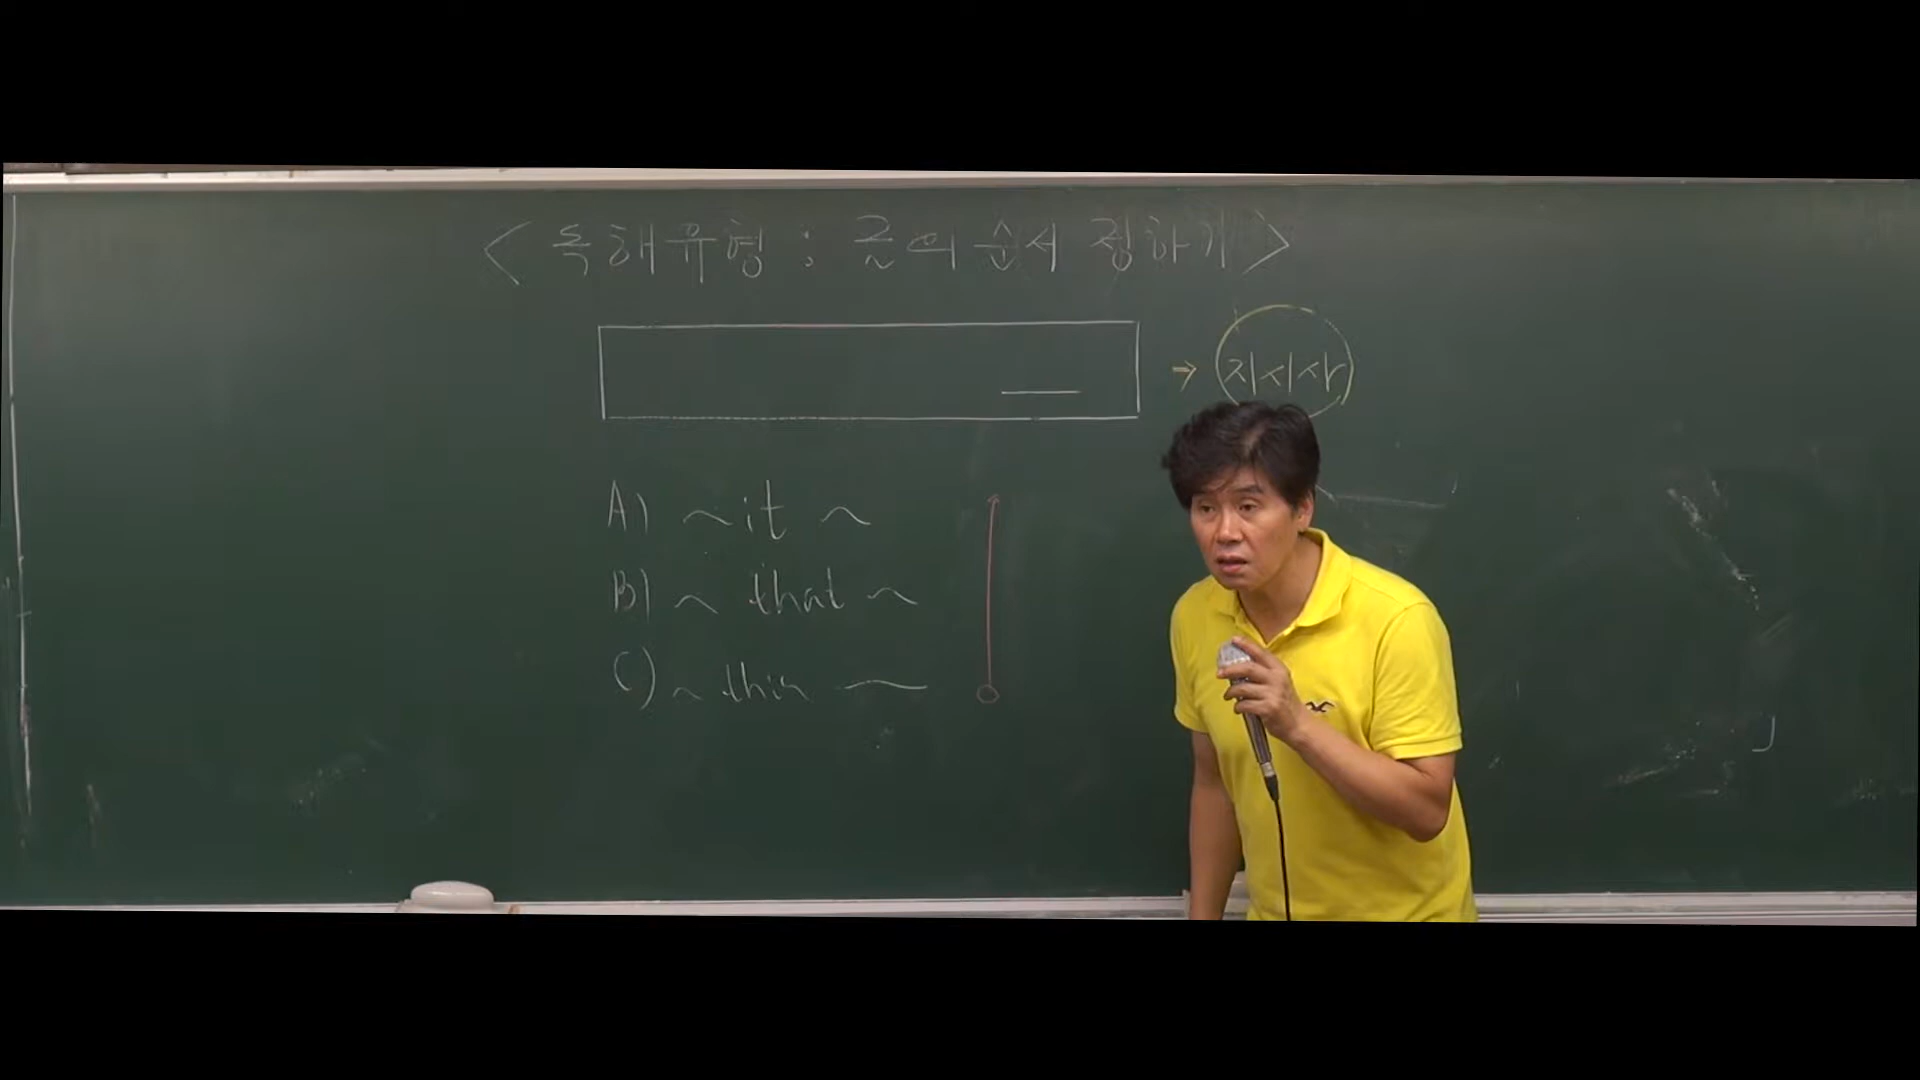 <독해유형 : 글의 순서 정하기>
→ 지시사
A) ~ it ~
B) ~ that ~
C) ~ this ~